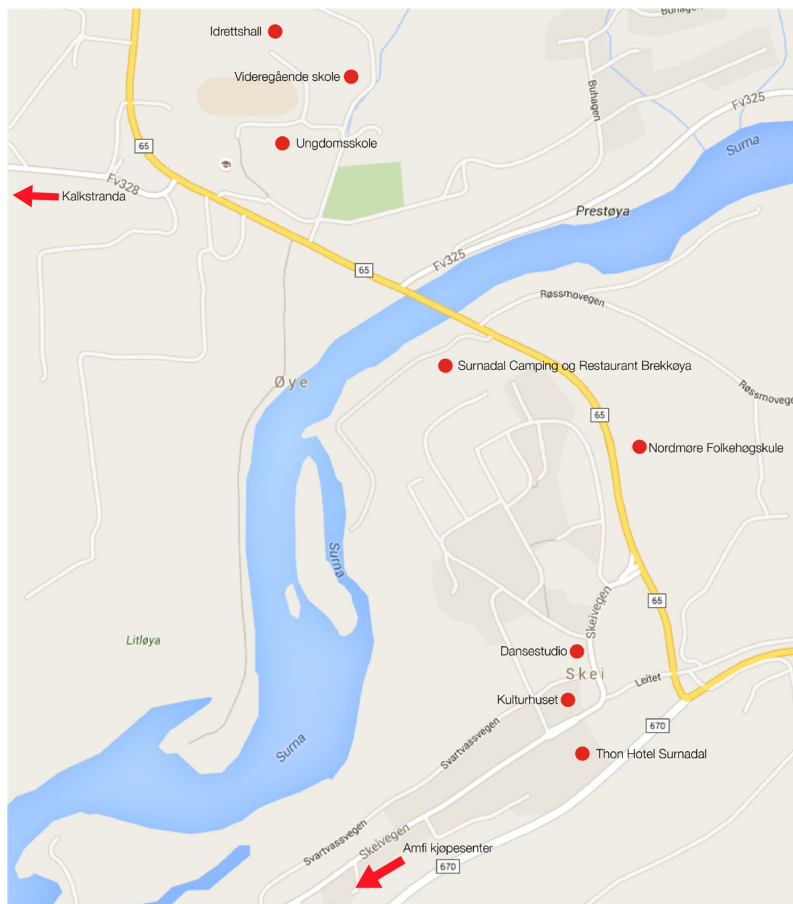 Buhagen
Idrettshall
Videregående skole
Buhagen
Fv325
65
Ungdomsskole
Surna
Fv328
Kalkstranda
Prestøya
Fv325
65
Røssmovegen
Surnadal Camping og Restaurant Brekkøya
Øye
Røssmovegen
65
Nordmøre Folkehøgskule
Surna
Skeivegen
65
Litløya
Dansestudio
Skei
Leitet
Kulturhuset
670
Surna
Svartvassvegen
Thon Hotel Surnadal
Svartvassvegen
Skeivegen
Amfi kjøpesenter
670